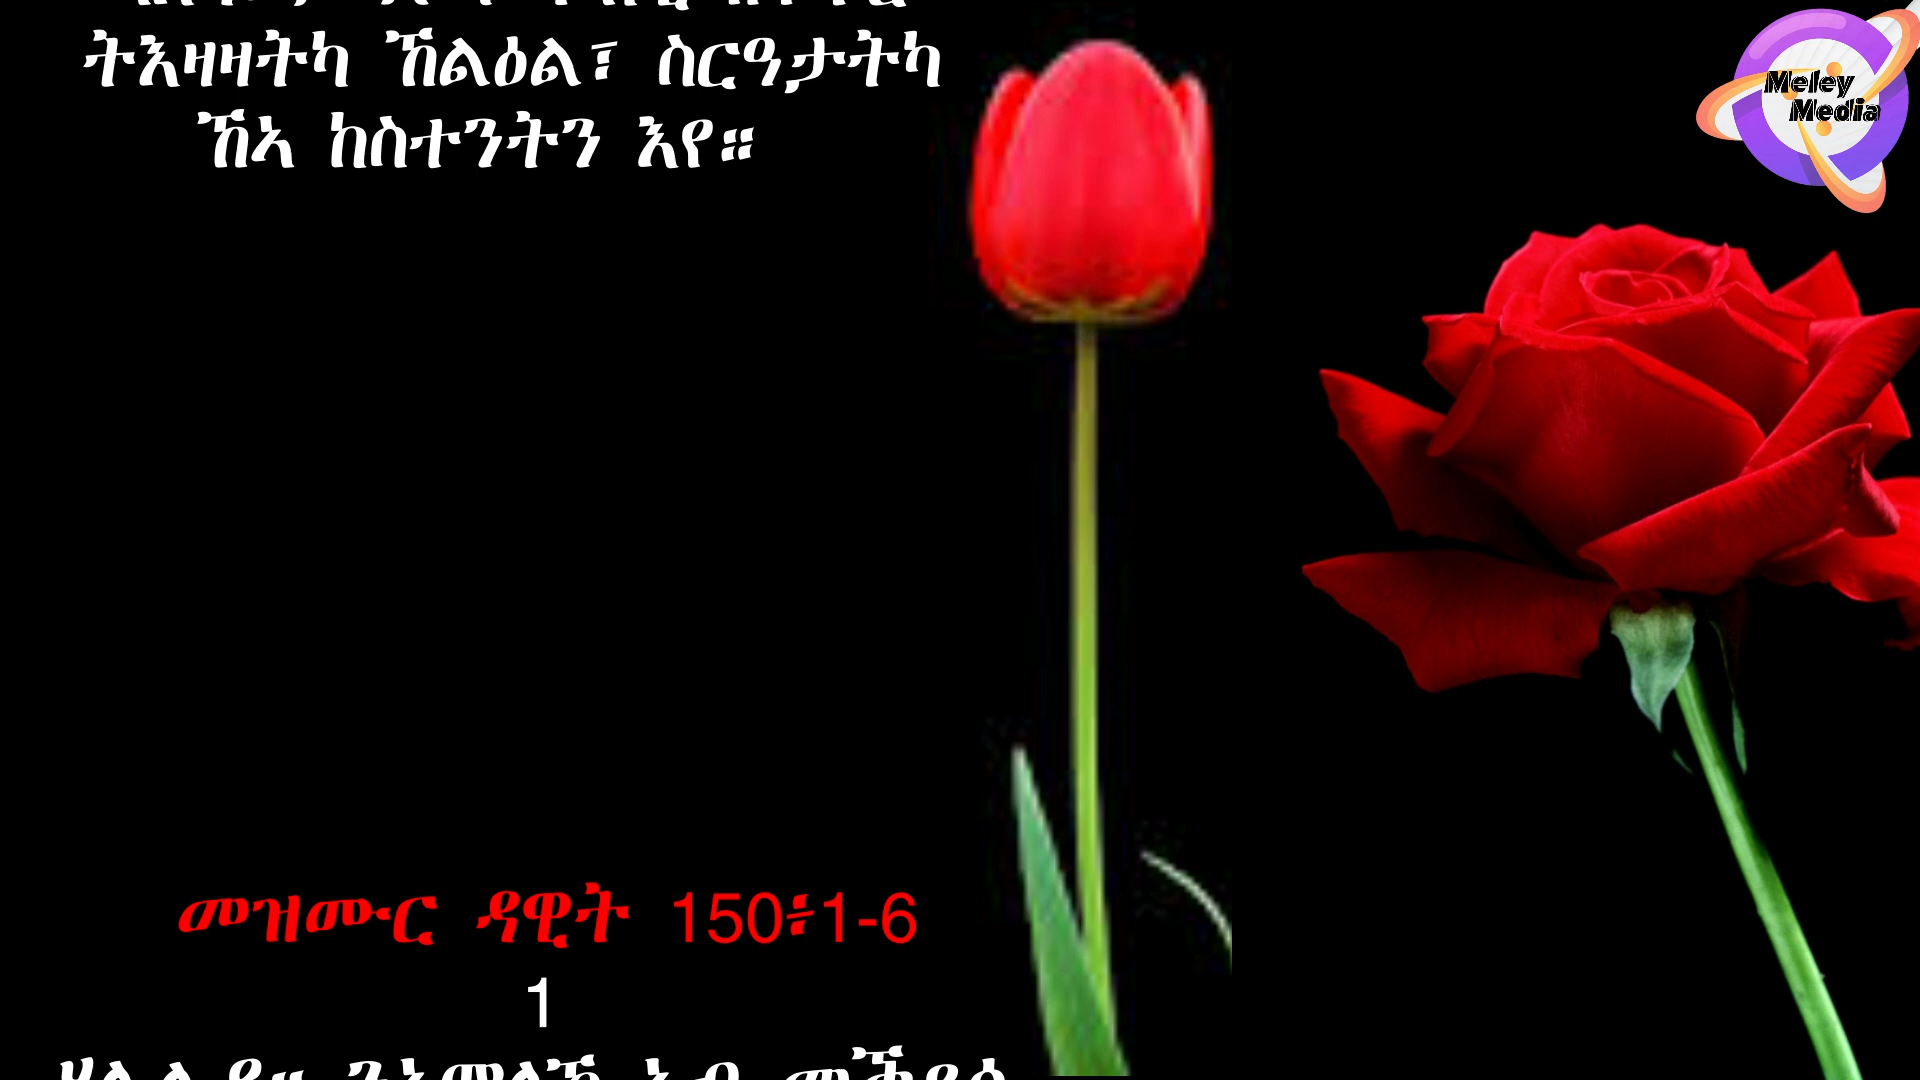 ትእዛዛትካ ኸልዕል፣ ስርዓታትካ
ኸኣ ከስተንትን እየ።
መዝሙር ዳዊት 150፥1-6
1
Meley
Media